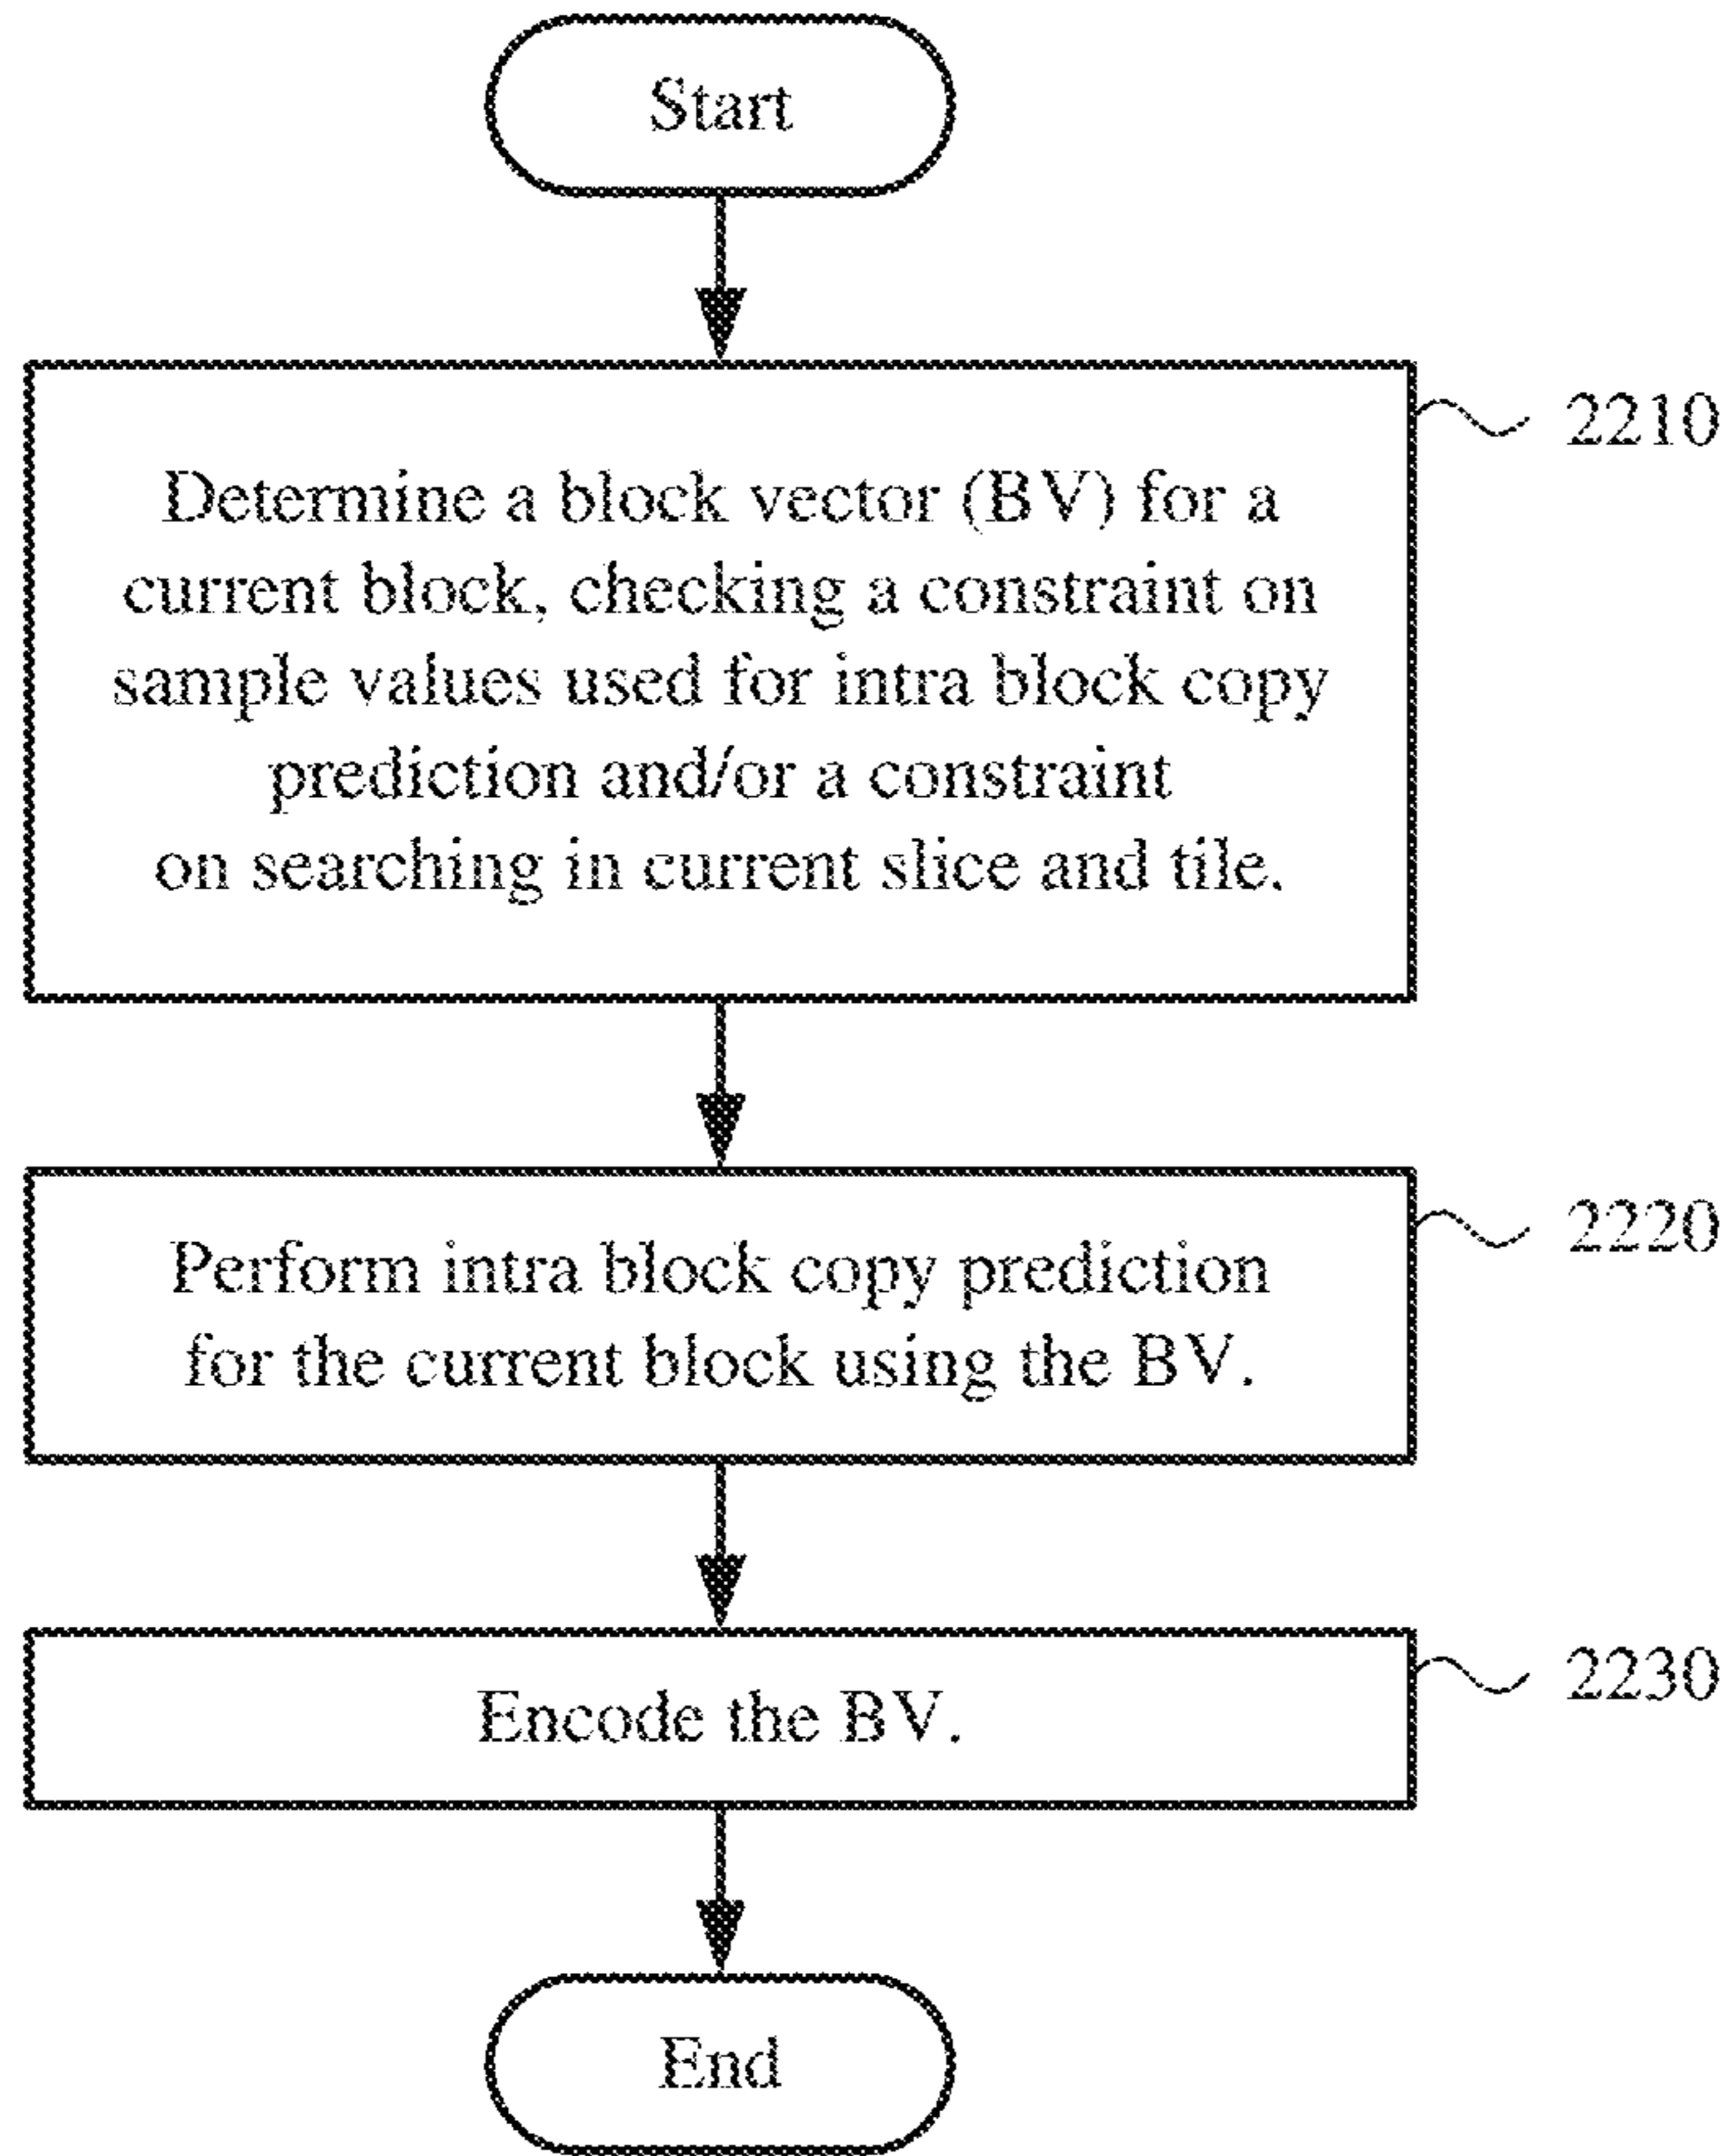 Start
2210
Determine a block vector (BV) for a
current block, checking a constraint on
sample values used for intra block copy
prediction and/or a constraint
on searching in current slice and tile.
2220
Perform intra block copy prediction
for the current block using the BV.
2230
Encode the BV.
End